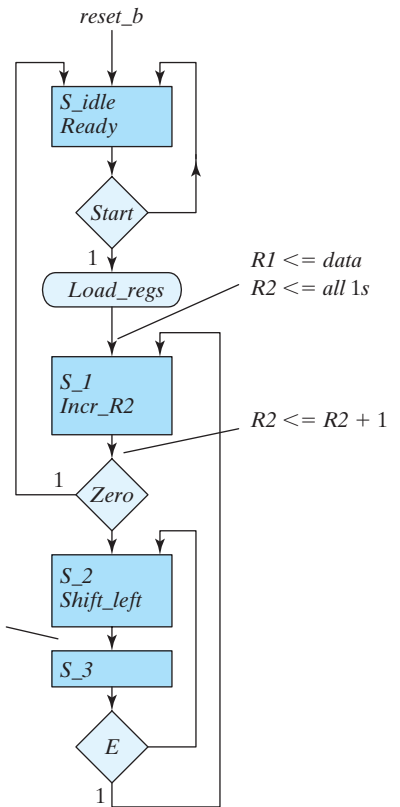 reset_b
S_idle
Ready
Start
1
Load_regs
R1 <= data
R2 <= all 1s
S_1
Incr_R2
R2 <= R2 + 1
1
Zero
S_2
Shift_left
S_3
E
1